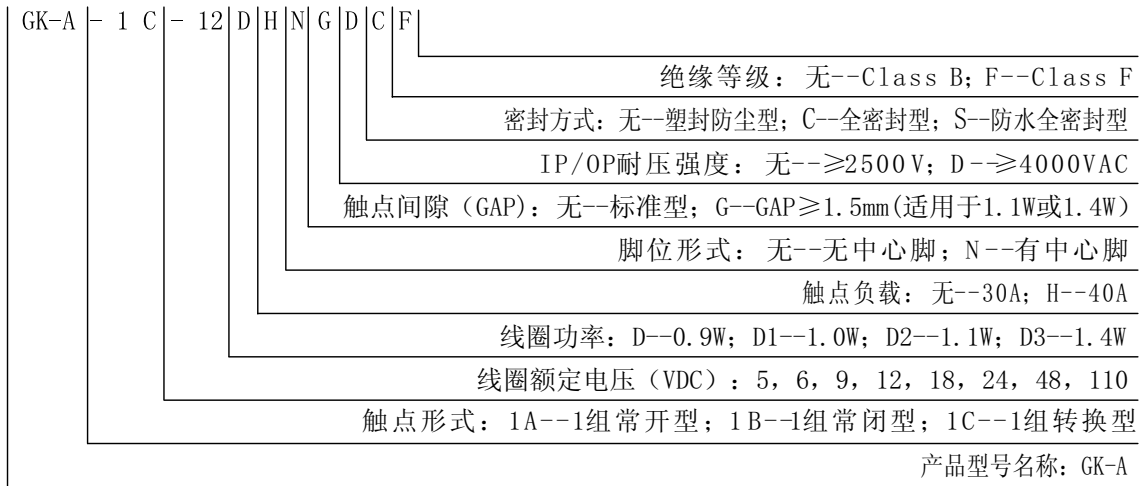 GK-A - 1 C - 12 D H N G D C F
绝缘等级：无--Class B；F--Class F
密封方式：无--塑封防尘型；C--全密封型；S--防水全密封型
IP/OP耐压强度：无--≥2500V；D--≥4000VAC
触点间隙（GAP）：无--标准型；G--GAP≥1.5mm(适用于1.1W或1.4W）
脚位形式：无--无中心脚；N--有中心脚
触点负载：无--30A；H--40A
线圈功率：D--0.9W；D1--1.0W；D2--1.1W；D3--1.4W
线圈额定电压（VDC）：5，6，9，12，18，24，48，110
触点形式：1A--1组常开型；1B--1组常闭型；1C--1组转换型
产品型号名称：GK-A